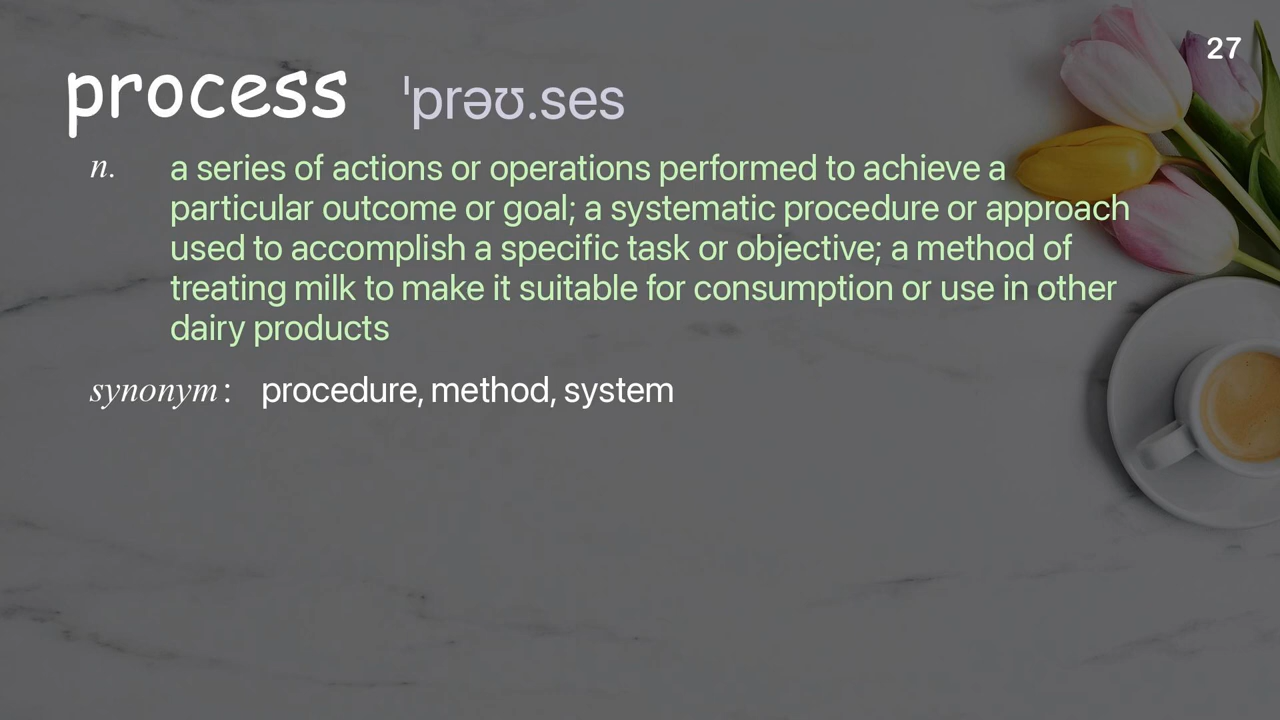 27
process ˈprəʊ.ses
n. a series of actions or operations performed to achieve a
particular outcome or goal; a systematic procedure or approach
used to accomplish a specific task or objective; a method of
treating milk to make it suitable for consumption or use in other
dairy products
synonym: procedure, method, system